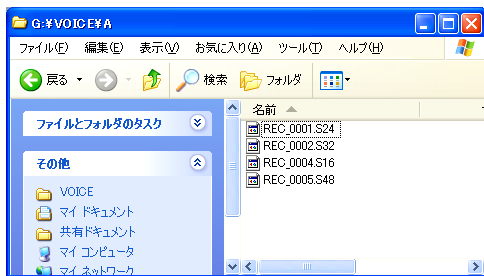 G:¥VOICE¥A
ファイル(F) 編集(E) 表示(V) お気に入り(A) ツール(T) ヘルプ(H)
戻る 検索 フォルダ
名前
ファイルとフォルダのタスク
REC_0001.S24
REC_0002.S32
REC_0004.S16
REC_0005.S48
その他
VOICE
マイ ドキュメント
共有ドキュメント
マイ コンピュータ
マイ ネットワーク